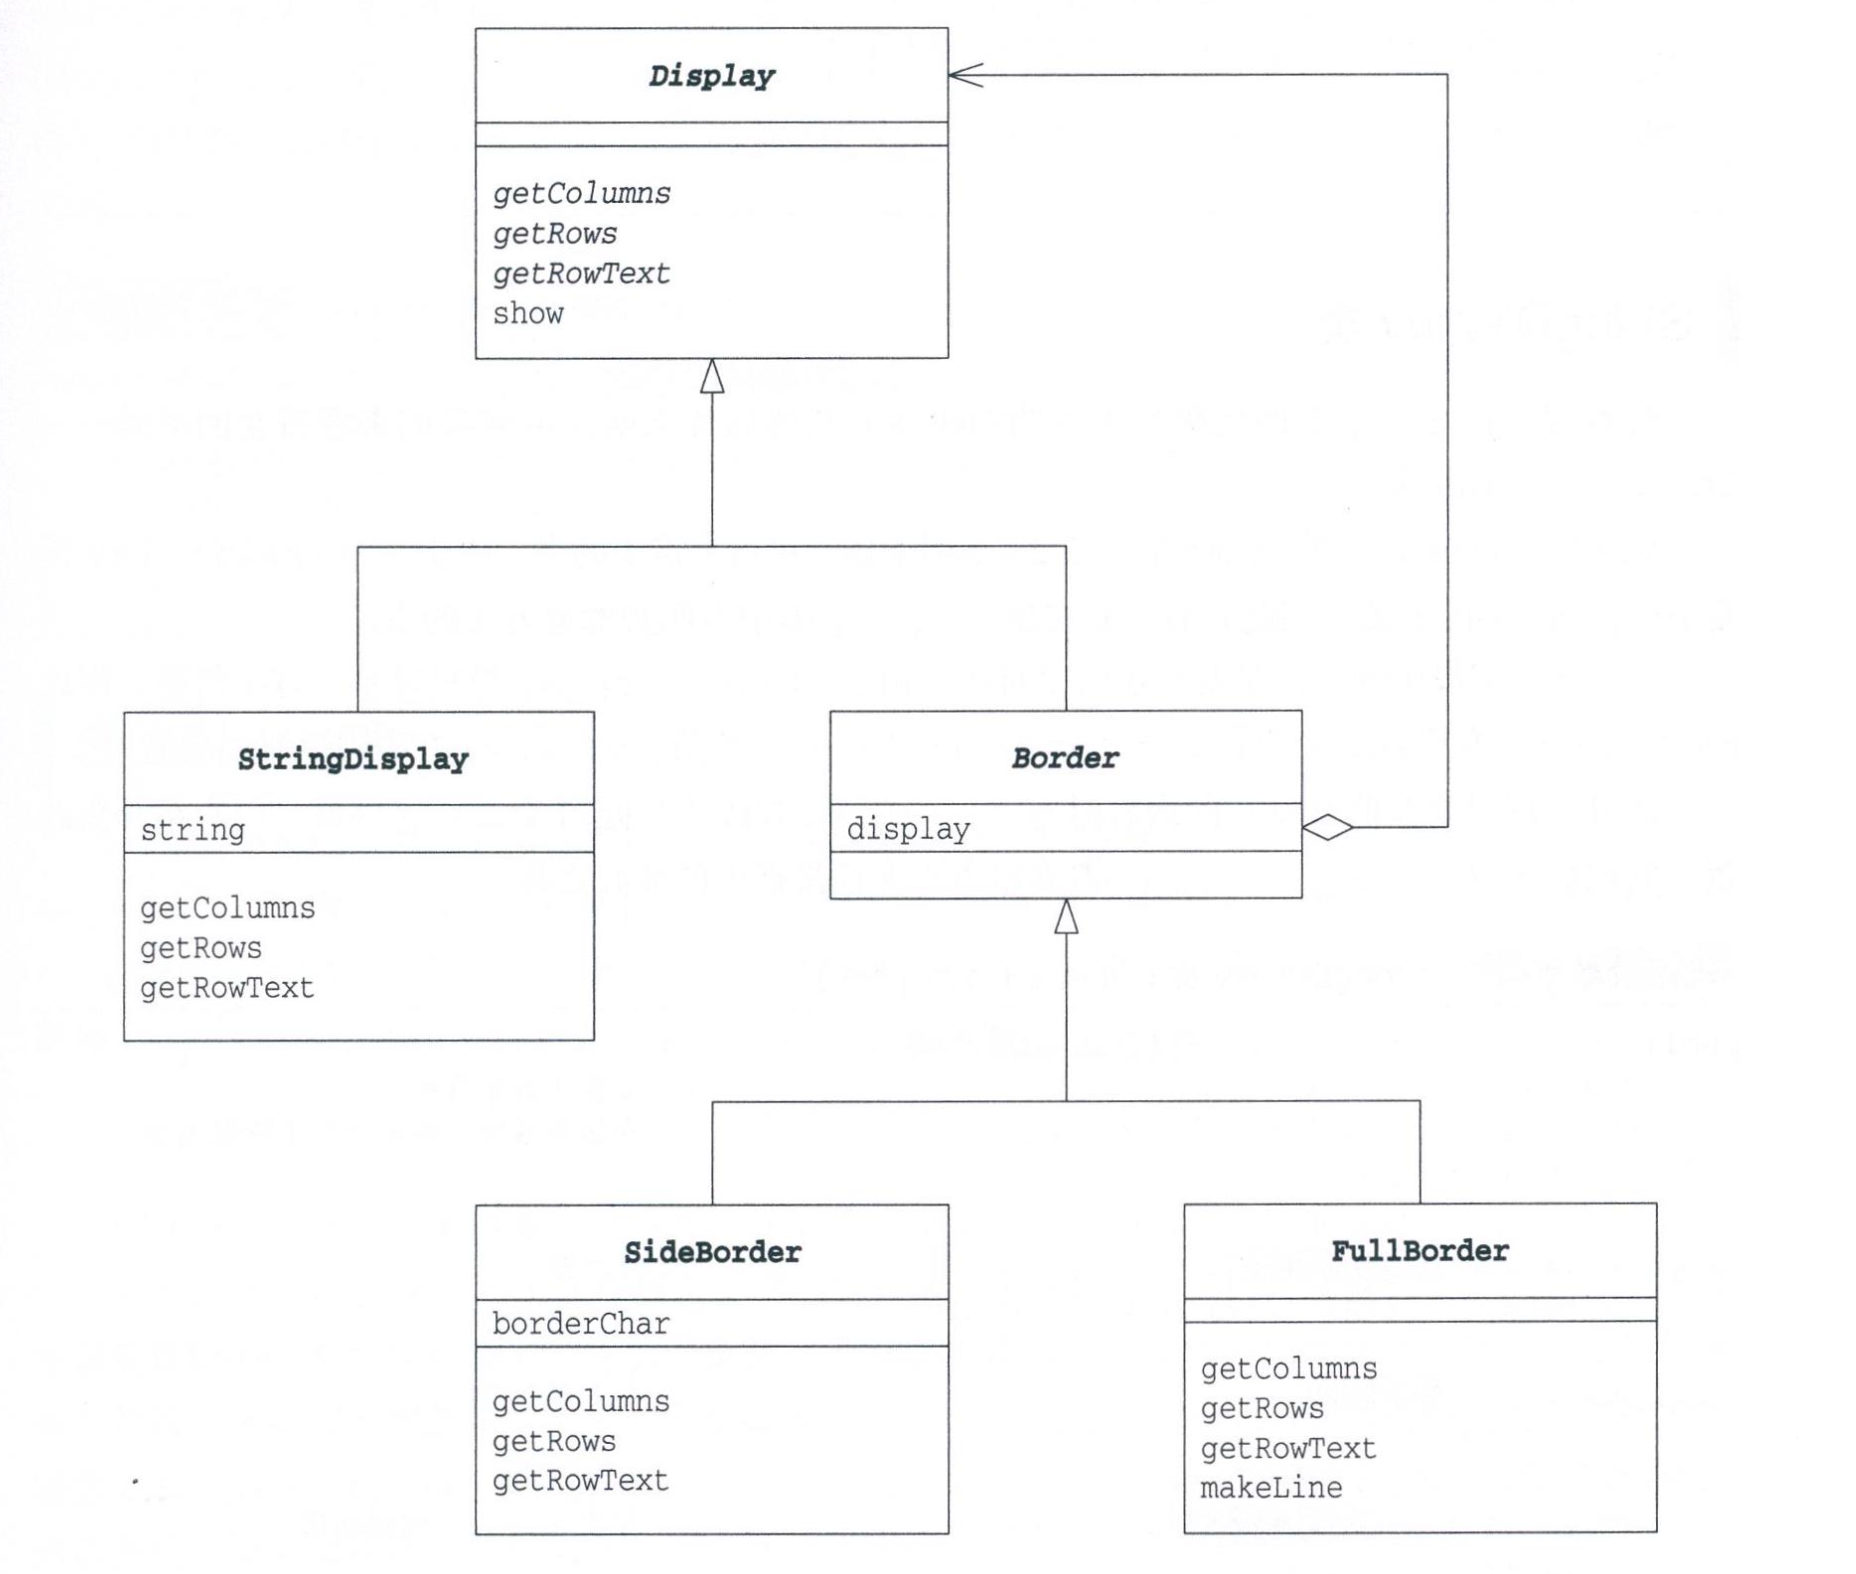 Display
getColumns
getRows
getRowText
show
StringDisplay
string
getColumns
getRows
getRowText
Border
display
SideBorder
borderChar
getColumns
getRows
getRowText
FullBorder
getColumns
getRows
getRowText
makeLine